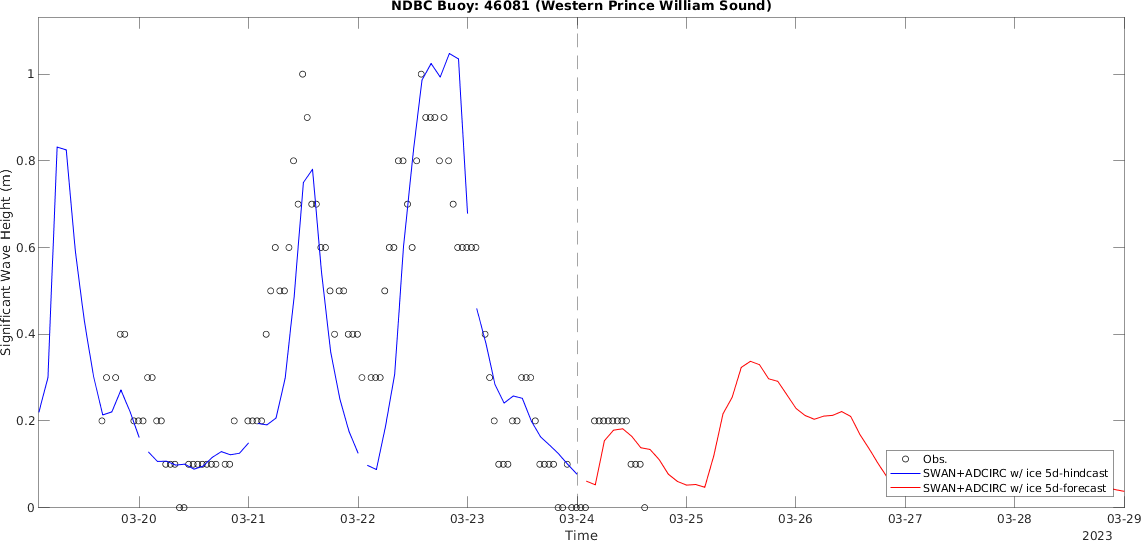 NDBC Buoy: 46081 (Western Prince William Sound)
Significant Wave Height (m)
1
0.8
0.6
0.4
0.2
0
03-20 03-21 03-22 03-23 03-24 03-25 03-26 03-27 03-28 03-29
Time
2023
Obs.
SWAN+ADCIRC w/ ice 5d-hindcast
SWAN+ADCIRC w/ ice 5d-forecast